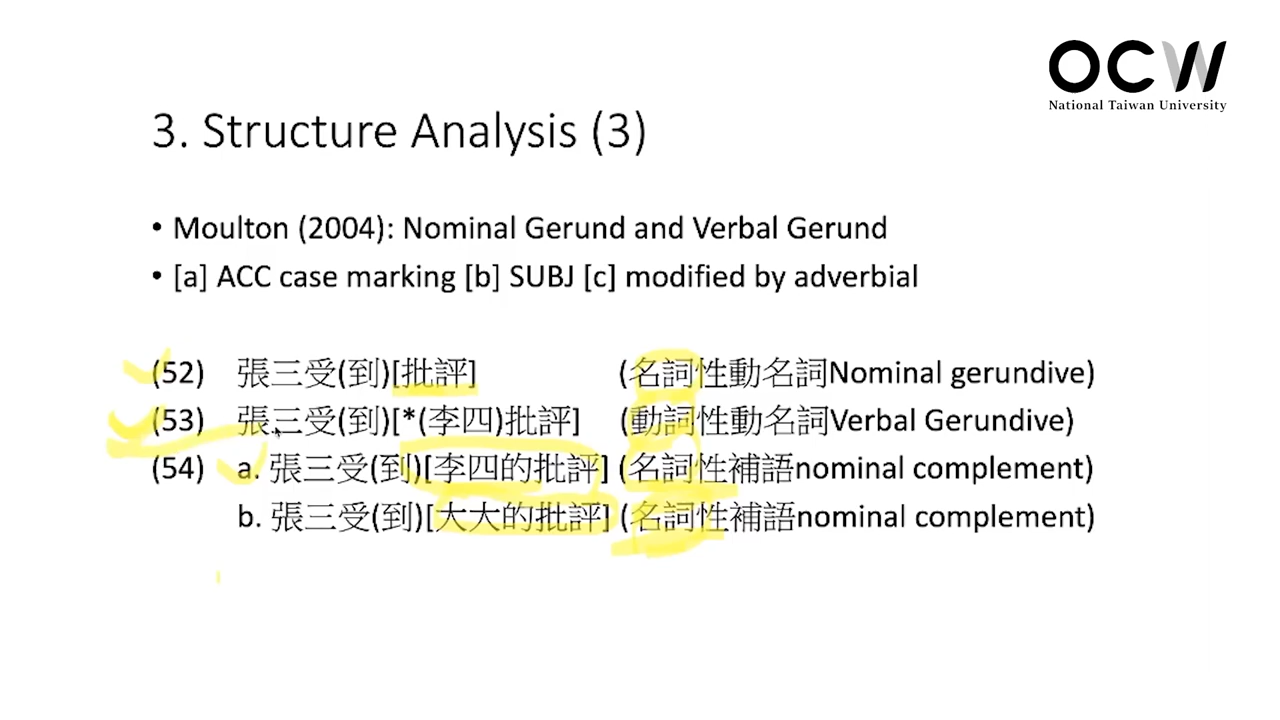 OCW
National Taiwan University
3. Structure Analysis (3)
• Moulton (2004): Nominal Gerund and Verbal Gerund
• [a] ACC case marking [b] SUBJ [c] modified by adverbial
(52) 張三受(到)[批評] (名詞性動名詞Nominal gerundive)
(53) 張三受(到)[*(李四)批評] (動詞性動名詞Verbal Gerundive)
(54) a. 張三受(到)[李四的批評] (名詞性補語nominal complement)
b. 張三受(到)[大大的批評] (名詞性補語nominal complement)